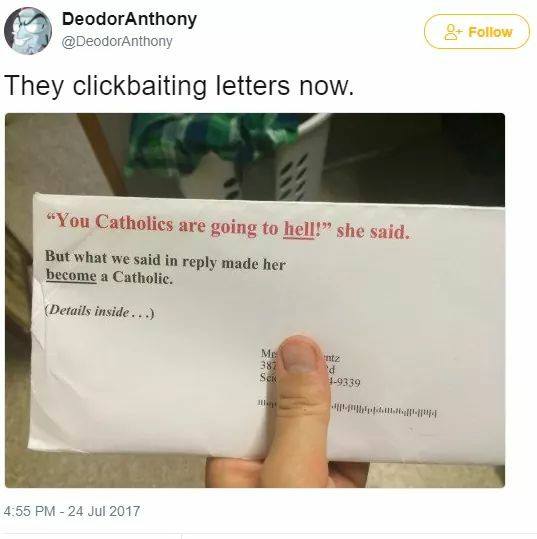 DeodorAnthony
@DeodorAnthony
Follow
They clickbaiting letters now.
“You Catholics are going to hell!” she said.
But what we said in reply made her
become a Catholic.
(Details inside . . .)
4:55 PM - 24 Jul 2017